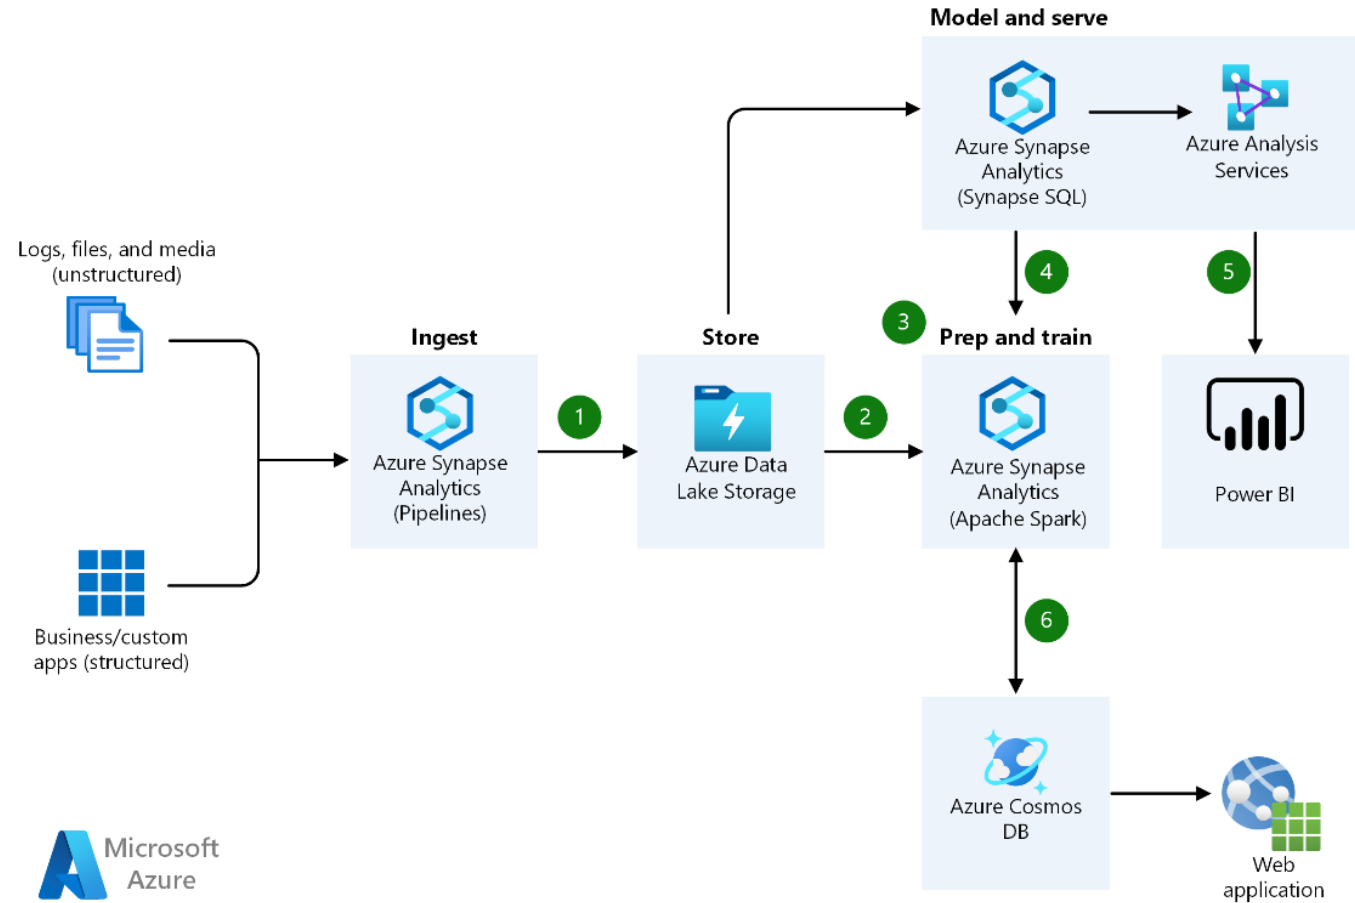 Model and serve
Azure Synapse
Analytics
(Synapse SQL)
Azure Analysis
Services
Logs, files, and media
(unstructured)
4
5
3
Ingest
Store
Prep and train
1
2
Azure Synapse
Analytics
(Pipelines)
Azure Data
Lake Storage
Azure Synapse
Analytics
(Apache Spark)
Power BI
6
Business/custom
apps (structured)
Azure Cosmos
DB
Web
application
Microsoft
Azure